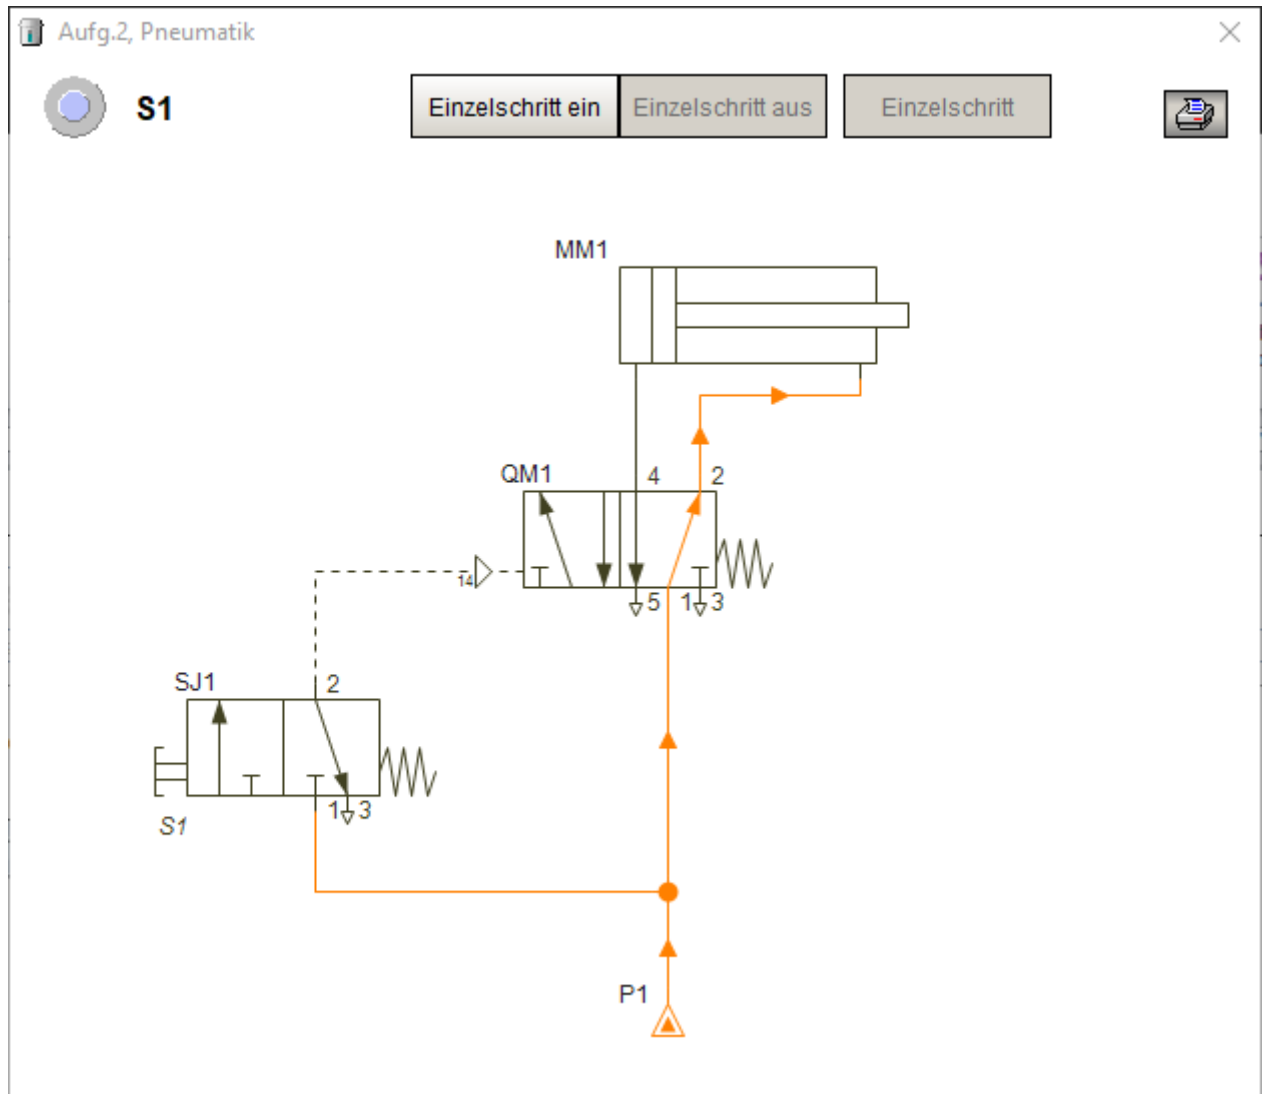 Aufg.2, Pneumatik
S1
Einzelschritt ein
Einzelschritt aus
Einzelschritt
MM1
QM1
4
2
14
5
1
3
SJ1
2
1
3
S1
P1